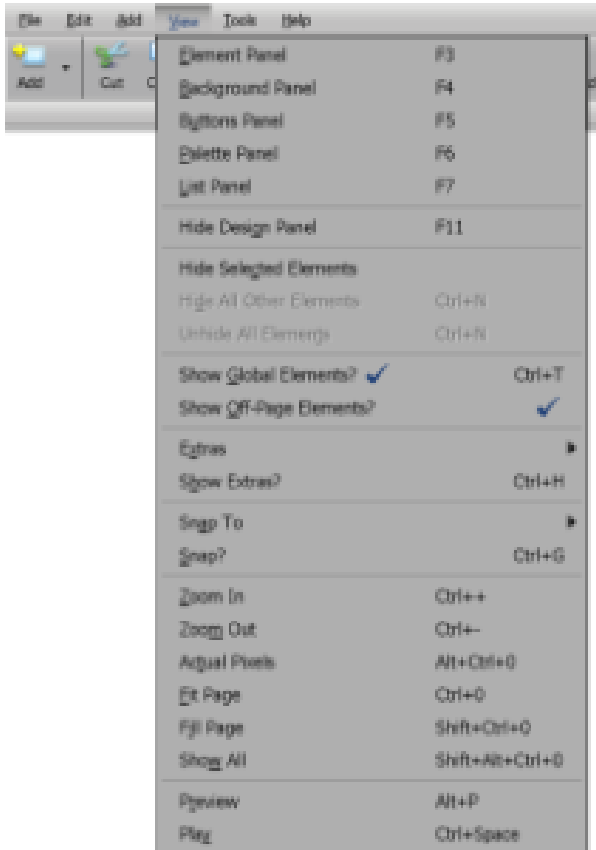 File Edit Add View Tools Help
Add Cut
Element Panel F3
Background Panel F4
Buttons Panel F5
Palette Panel F6
List Panel F7
Hide Design Panel F11
Hide Selected Elements
Hide All Other Elements Ctrl+N
Unhide All Elements Ctrl+N
Show Global Elements? Ctrl+T
Show Off-Page Elements?
Extras
Show Extras? Ctrl+H
Snap To
Snap? Ctrl+G
Zoom In Ctrl++
Zoom Out Ctrl+-
Actual Pixels Alt+Ctrl+0
Fit Page Ctrl+0
Fill Page Shift+Ctrl+0
Show All Shift+Alt+Ctrl+0
Preview Alt+P
Play Ctrl+Space